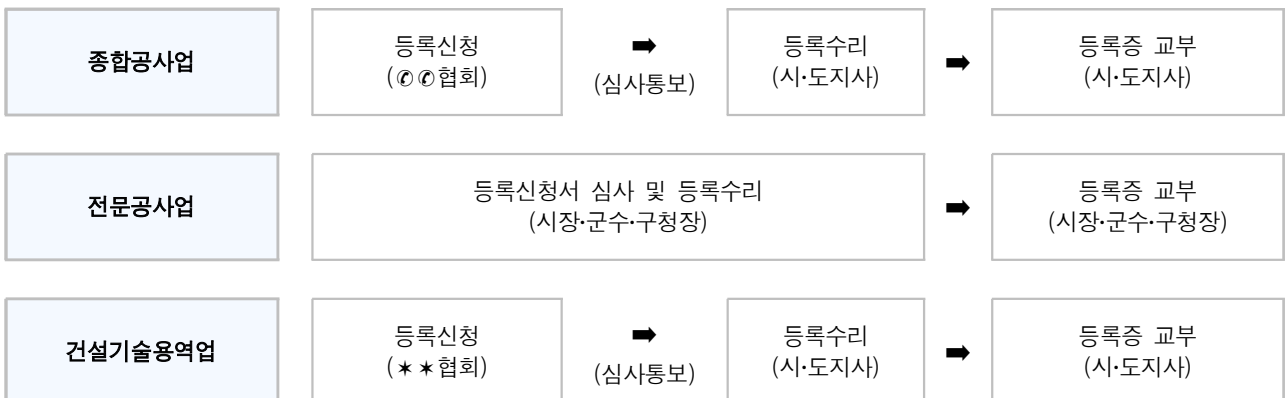 종합공사업
등록신청
(✆✆협회)
➡
(심사통보)
등록수리
(시·도지사)
➡
등록증 교부
(시·도지사)
전문공사업
등록신청서 심사 및 등록수리
(시장·군수·구청장)
➡
등록증 교부
(시장·군수·구청장)
건설기술용역업
등록신청
(✶✶협회)
➡
(심사통보)
등록수리
(시·도지사)
➡
등록증 교부
(시·도지사)